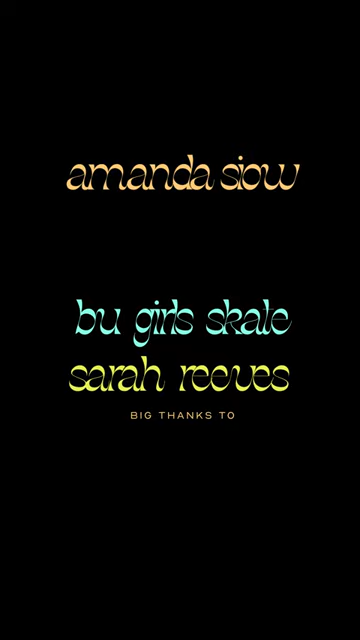 amanda siow
bu girls skate
sarah reeves
BIG THANKS TO